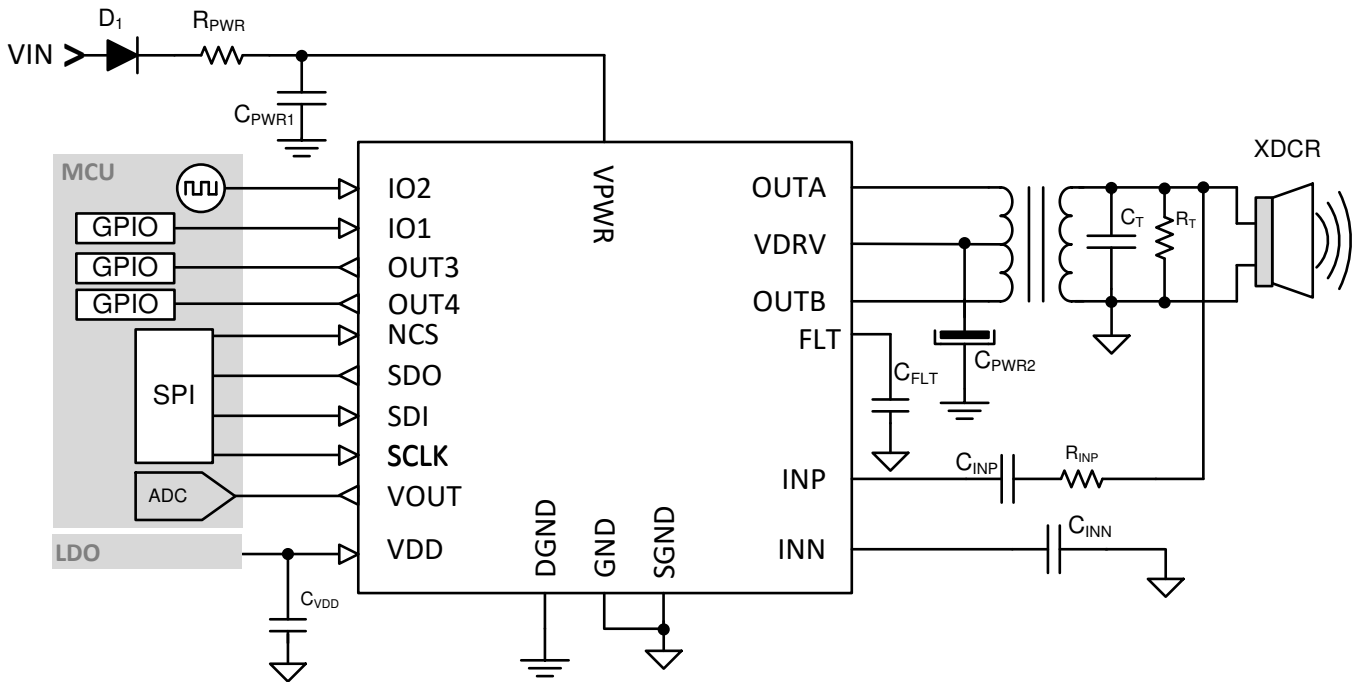 D1
RPWR
VIN
CPWR1
MCU
GPIO
GPIO
GPIO
SPI
ADC
LDO
CVDD
IO2
IO1
OUT3
OUT4
NCS
SDO
SDI
SCLK
VOUT
VDD
VPWR
DGND
GND
SGND
OUTA
VDRV
OUTB
FLT
INP
INN
CFLT
CPWR2
CT
RT
XDCR
CINP
RINP
CINN